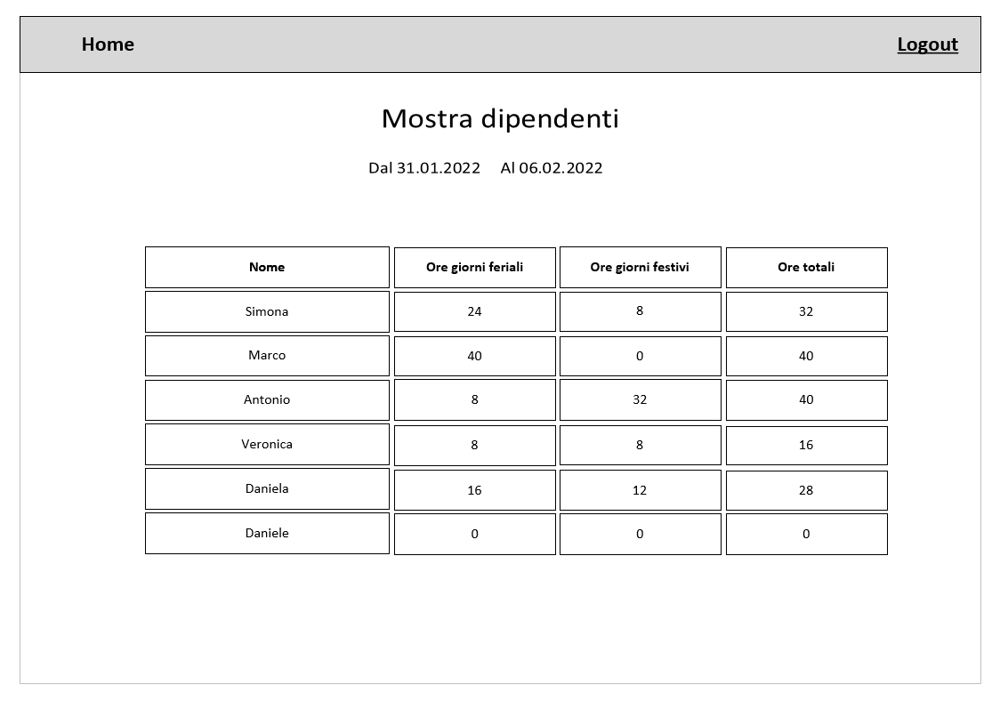 Home Logout
Mostra dipendenti
Dal 31.01.2022 Al 06.02.2022
Nome Ore giorni feriali Ore giorni festivi Ore totali
Simona 24 8 32
Marco 40 0 40
Antonio 8 32 40
Veronica 8 8 16
Daniela 16 12 28
Daniele 0 0 0